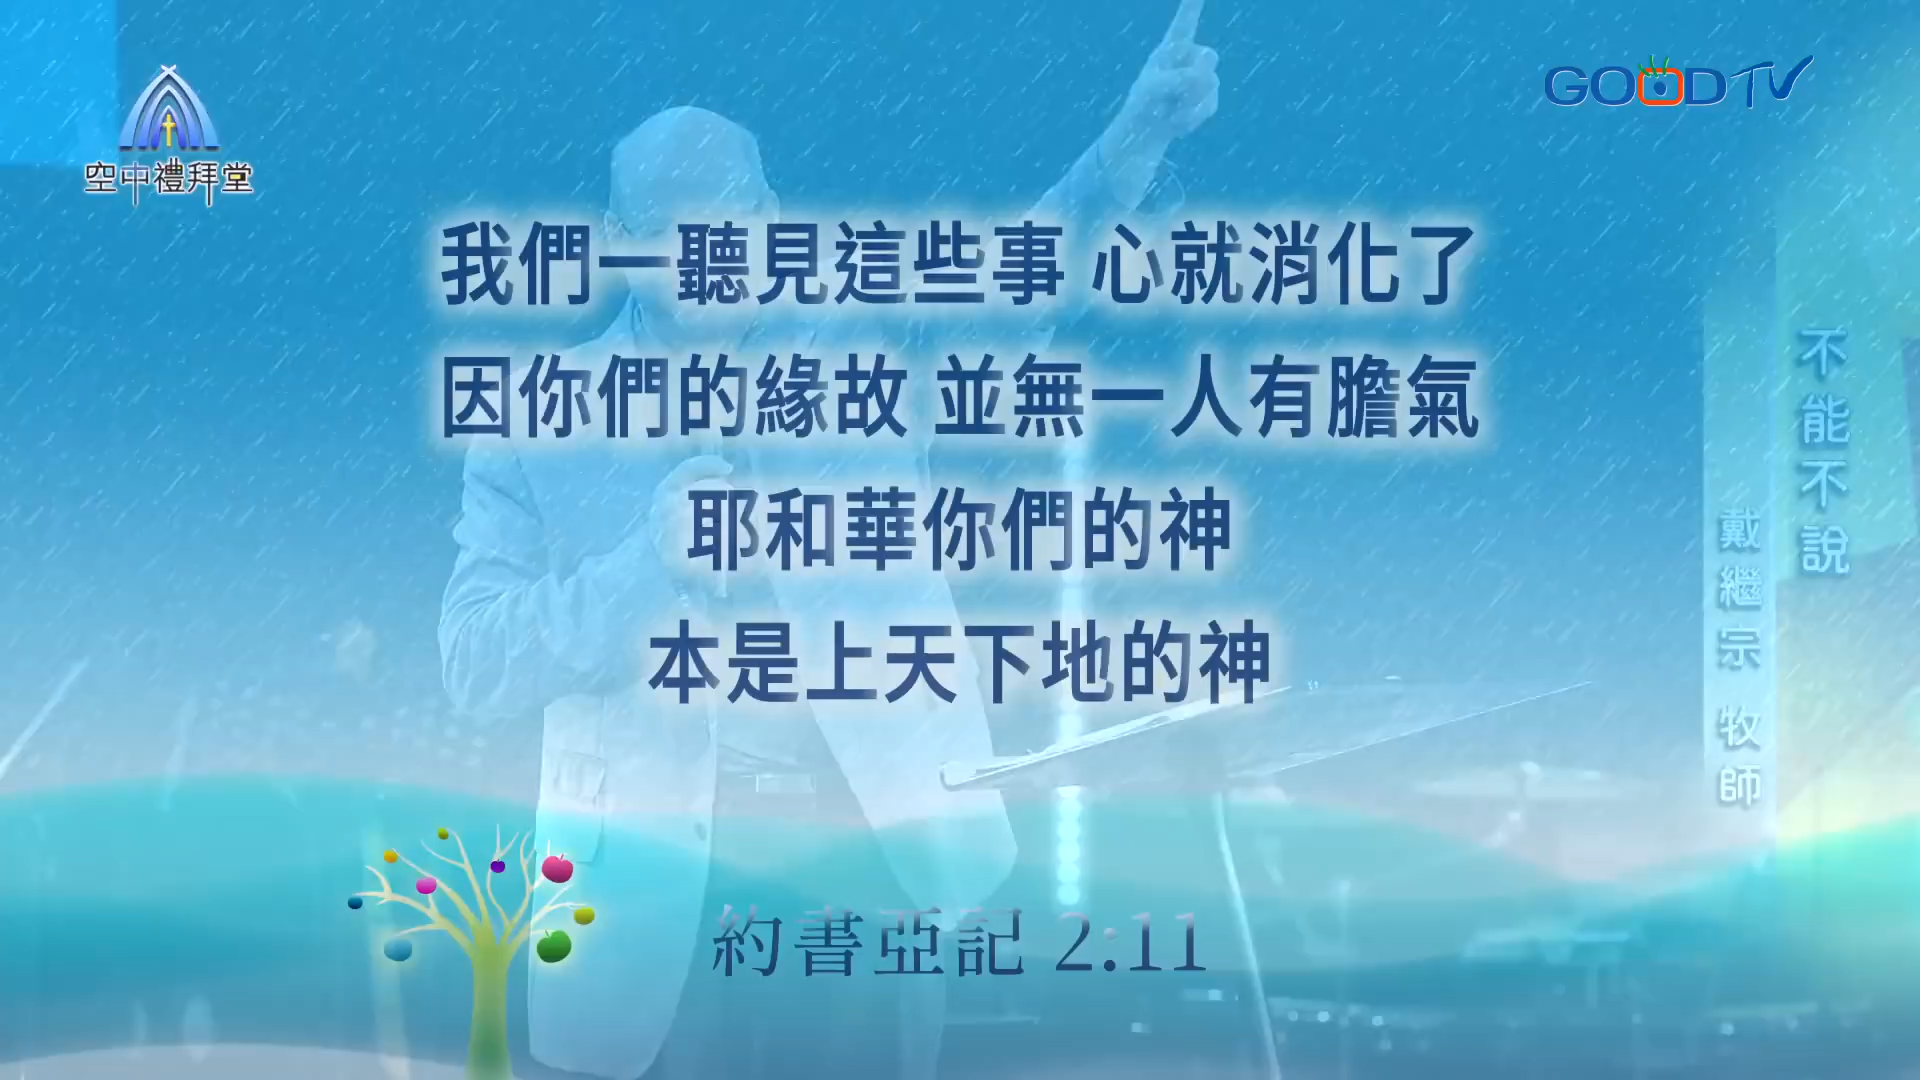 空中禮拜堂
GOODTV
我們一聽見這些事 心就消化了
因你們的緣故 並無一人有膽氣
耶和華你們的神
本是上天下地的神
約書亞記 2:11
不能不說
戴繼宗 牧師